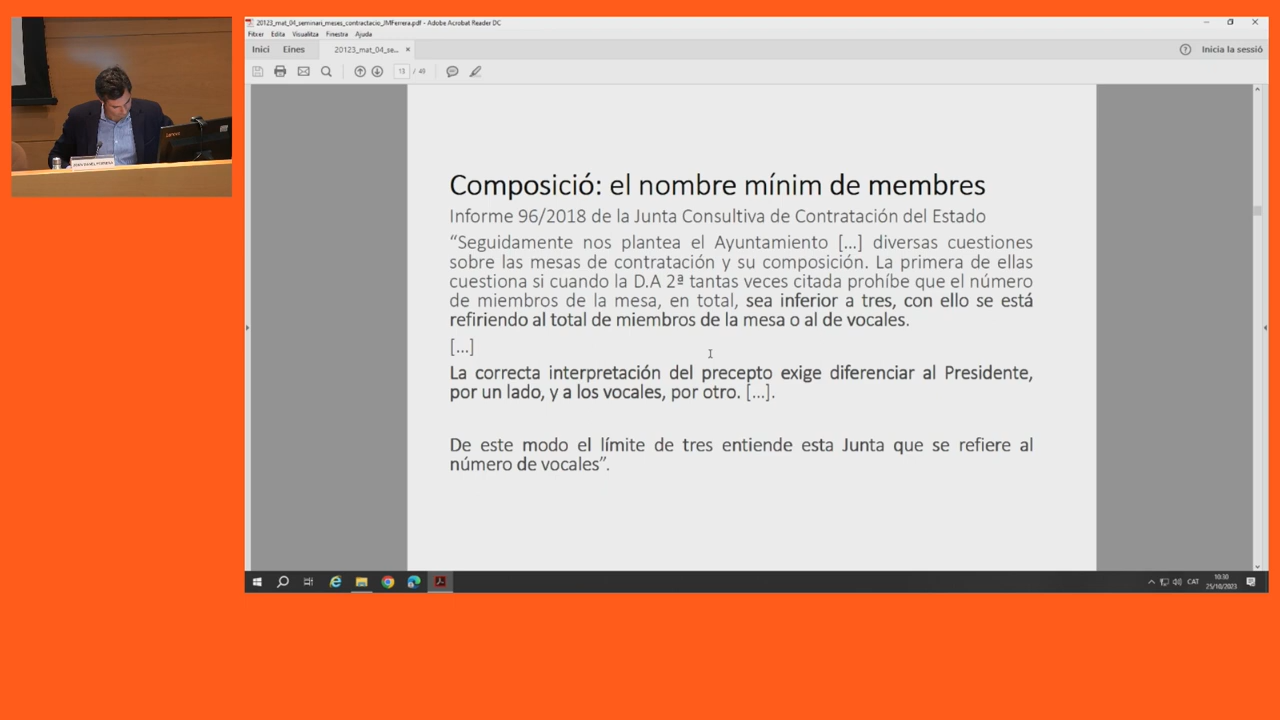 20123_mat_04_seminari_meses_contractacio_JMFerrera.pdf - Adobe Acrobat Reader DC
Fitxer Edita Visualitza Finestra Ajuda
Inici Eines 20123_mat_04_se... × Inicia la sessió
13 / 49
Composició: el nombre mínim de membres
Informe 96/2018 de la Junta Consultiva de Contratación del Estado
“Seguidamente nos plantea el Ayuntamiento [...] diversas cuestiones
sobre las mesas de contratación y su composición. La primera de ellas
cuestiona si cuando la D.A 2ª tantas veces citada prohíbe que el número
de miembros de la mesa, en total, sea inferior a tres, con ello se está
refiriendo al total de miembros de la mesa o al de vocales.
[...]
La correcta interpretación del precepto exige diferenciar al Presidente,
por un lado, y a los vocales, por otro. [...].
De este modo el límite de tres entiende esta Junta que se refiere al
número de vocales”.
CAT
10:30
25/10/2023
Lenovo